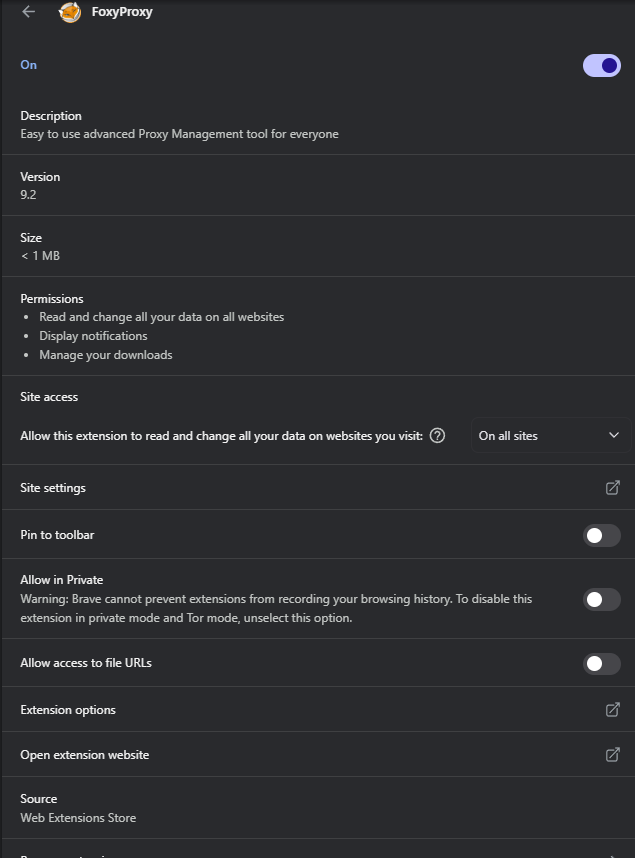 FoxyProxy
On
Description
Easy to use advanced Proxy Management tool for everyone
Version
9.2
Size
< 1 MB
Permissions
• Read and change all your data on all websites
• Display notifications
• Manage your downloads
Site access
Allow this extension to read and change all your data on websites you visit:
On all sites
Site settings
Pin to toolbar
Allow in Private
Warning: Brave cannot prevent extensions from recording your browsing history. To disable this
extension in private mode and Tor mode, unselect this option.
Allow access to file URLs
Extension options
Open extension website
Source
Web Extensions Store